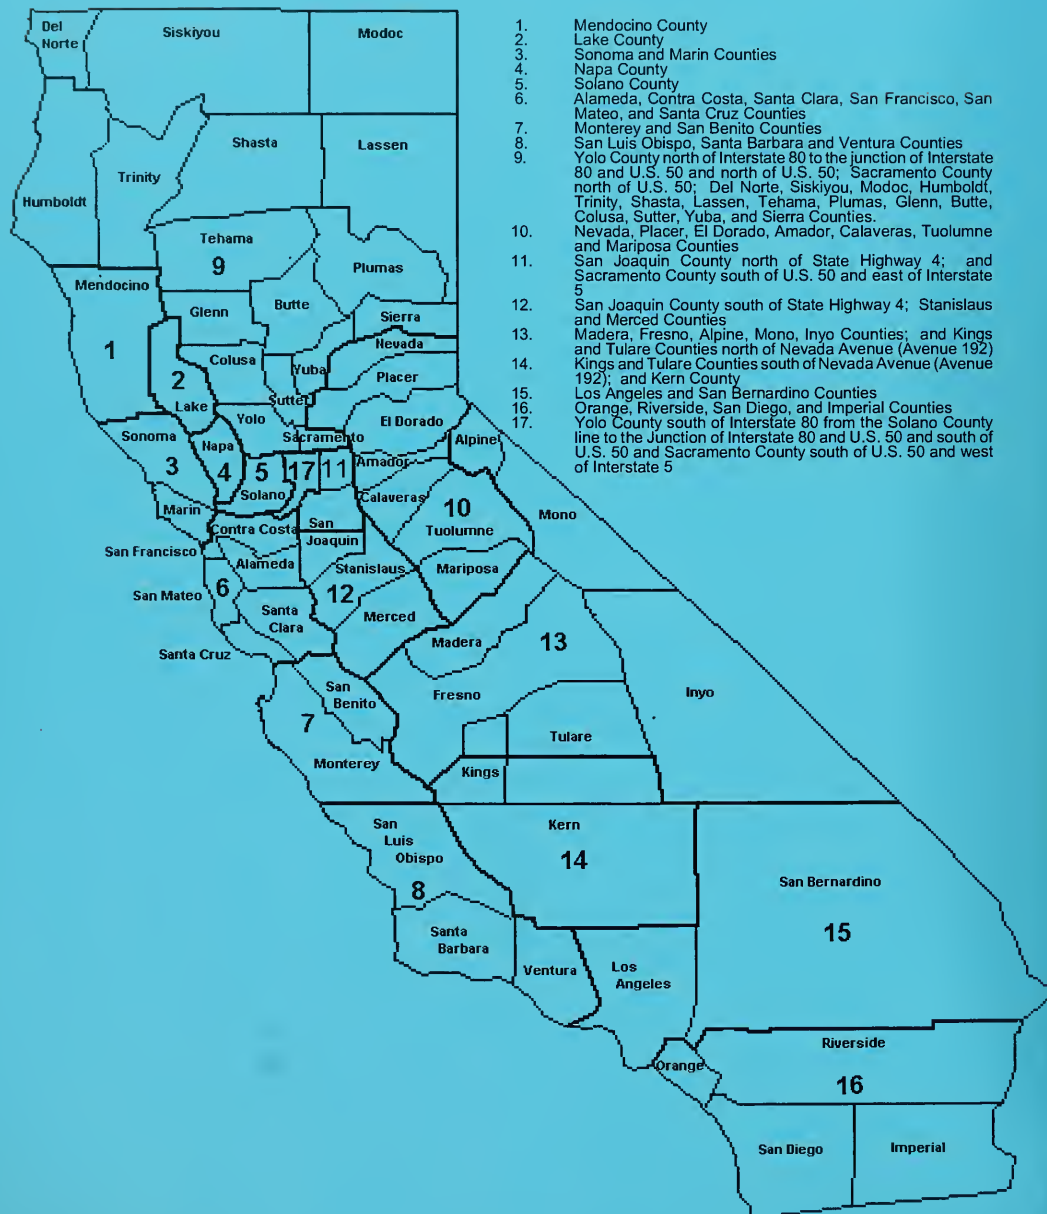 1. Mendocino County
2. Lake County
3. Sonoma and Marin Counties
4. Napa County
5. Solano County
6. Alameda, Contra Costa, Santa Clara, San Francisco, San
Mateo, and Santa Cruz Counties
7. Monterey and San Benito Counties
8. San Luis Obispo, Santa Barbara and Ventura Counties
9. Yolo County north of Interstate 80 to the junction of Interstate
80 and U.S. 50 and north of U.S. 50; Sacramento County
north of U.S. 50; Del Norte, Siskiyou, Modoc, Humboldt,
Trinity, Shasta, Lassen, Tehama, Plumas, Glenn, Butte,
Colusa, Sutter, Yuba, and Sierra Counties.
10. Nevada, Placer, El Dorado, Amador, Calaveras, Tuolumne
and Mariposa Counties
11. San Joaquin County north of State Highway 4; and
Sacramento County south of U.S. 50 and east of Interstate
5
12. San Joaquin County south of State Highway 4; Stanislaus
and Merced Counties
13. Madera, Fresno, Alpine, Mono, Inyo Counties; and Kings
and Tulare Counties north of Nevada Avenue (Avenue 192)
14. Kings and Tulare Counties south of Nevada Avenue (Avenue
192); and Kern County
15. Los Angeles and San Bernardino Counties
16. Orange, Riverside, San Diego, and Imperial Counties
17. Yolo County south of Interstate 80 from the Solano County
line to the Junction of Interstate 80 and U.S. 50 and south of
U.S. 50 and Sacramento County south of U.S. 50 and west
of Interstate 5
Del
Norte
Siskiyou
Modoc
Shasta
Lassen
Trinity
Humboldt
Tehama
9
Plumas
Mendocino
Butte
Glenn
Sierra
Nevada
1
Colusa
Yuba
Placer
2
Lake
Sutter
Yolo
El Dorado
Sonoma
Napa
Sacramento
Alpine
3
4
5
17
11
Amador
Solano
Calaveras
Marin
10
Mono
Contra Costa
San
Joaquin
Tuolumne
San Francisco
Alameda
Stanislaus
Mariposa
San Mateo
6
12
Santa
Clara
Merced
Madera
13
Santa Cruz
San
Benito
Fresno
Inyo
7
Tulare
Monterey
Kings
San
Luis
Obispo
Kern
14
8
San Bernardino
15
Santa
Barbara
Ventura
Los
Angeles
Riverside
Orange
16
San Diego
Imperial